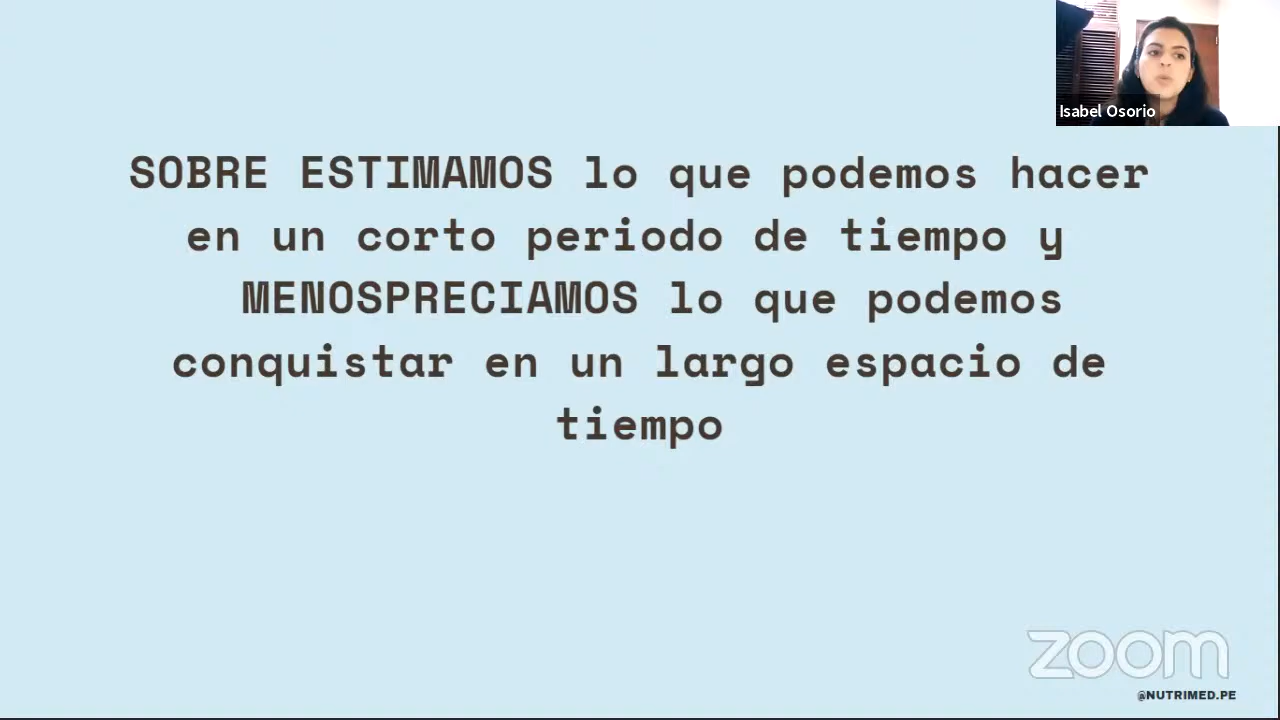 Isabel Osorio
SOBRE ESTIMAMOS lo que podemos hacer
en un corto periodo de tiempo y
MENOSPRECIAMOS lo que podemos
conquistar en un largo espacio de
tiempo
zoom
@NUTRIMED.PE